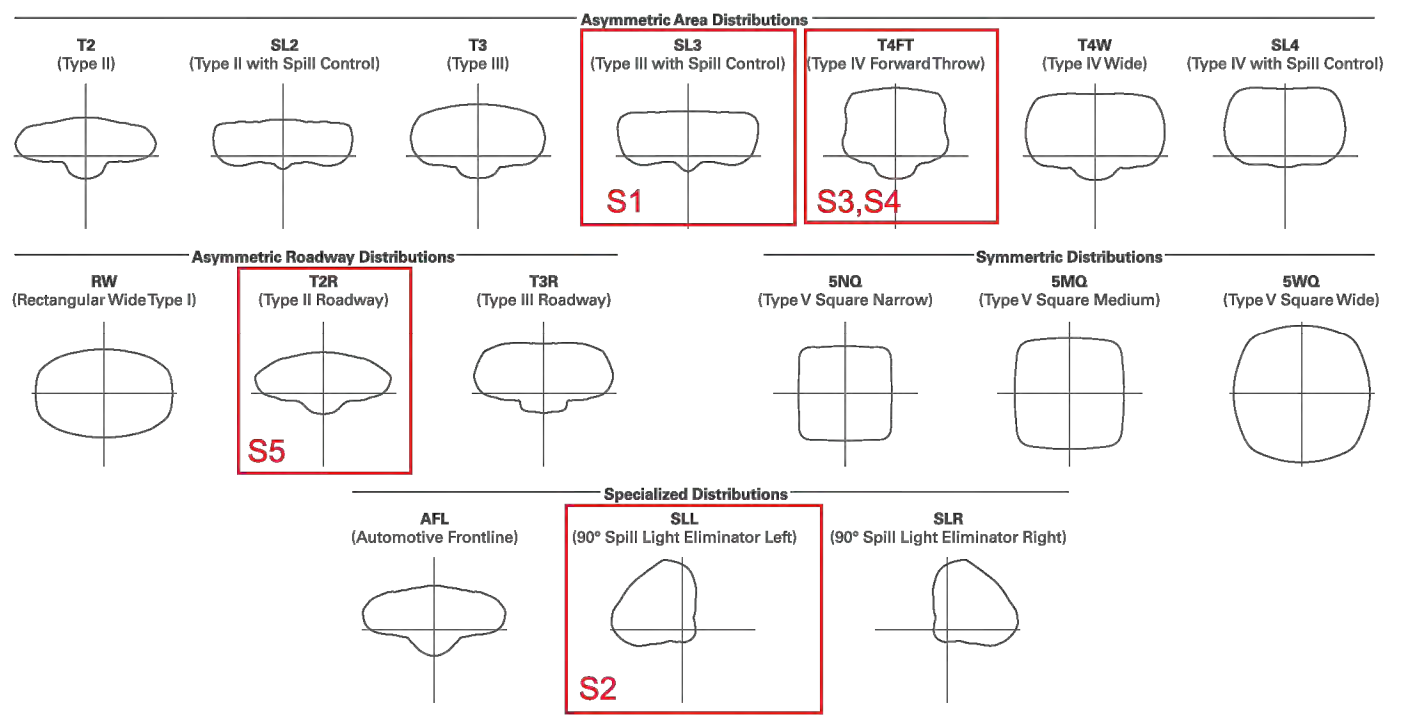 Asymmetric Area Distributions
T2 SL2 T3 SL3 T4FT T4W SL4
(Type II) (Type II with Spill Control) (Type III) (Type III with Spill Control) (Type IV Forward Throw) (Type IV Wide) (Type IV with Spill Control)
S1 S3,S4
Asymmetric Roadway Distributions Symmertric Distributions
RW T2R T3R 5NQ 5MQ 5WQ
(Rectangular Wide Type I) (Type II Roadway) (Type III Roadway) (Type V Square Narrow) (Type V Square Medium) (Type V Square Wide)
S5
Specialized Distributions
AFL SLL SLR
(Automotive Frontline) (90° Spill Light Eliminator Left) (90° Spill Light Eliminator Right)
S2